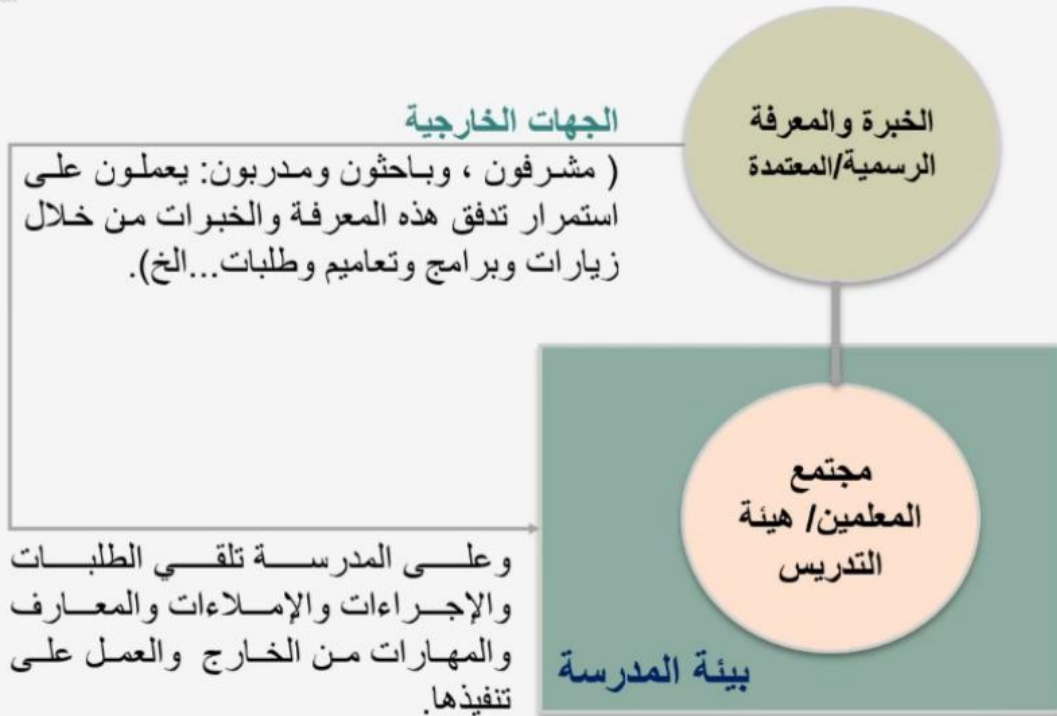 الخبرة والمعرفة
الرسمية/المعتمدة
الجهات الخارجية
( مشرفون ، وباحثون ومدربون: يعملون على
استمرار تدفق هذه المعرفة والخبرات من خلال
زيارات وبرامج وتعاميم وطلبات...الخ).
مجتمع
المعلمين/ هيئة
التدريس
بيئة المدرسة
وعلى المدرسة تلقي الطلبات
والإجراءات والإملاءات والمعارف
والمهارات من الخارج والعمل على
تنفيذها.